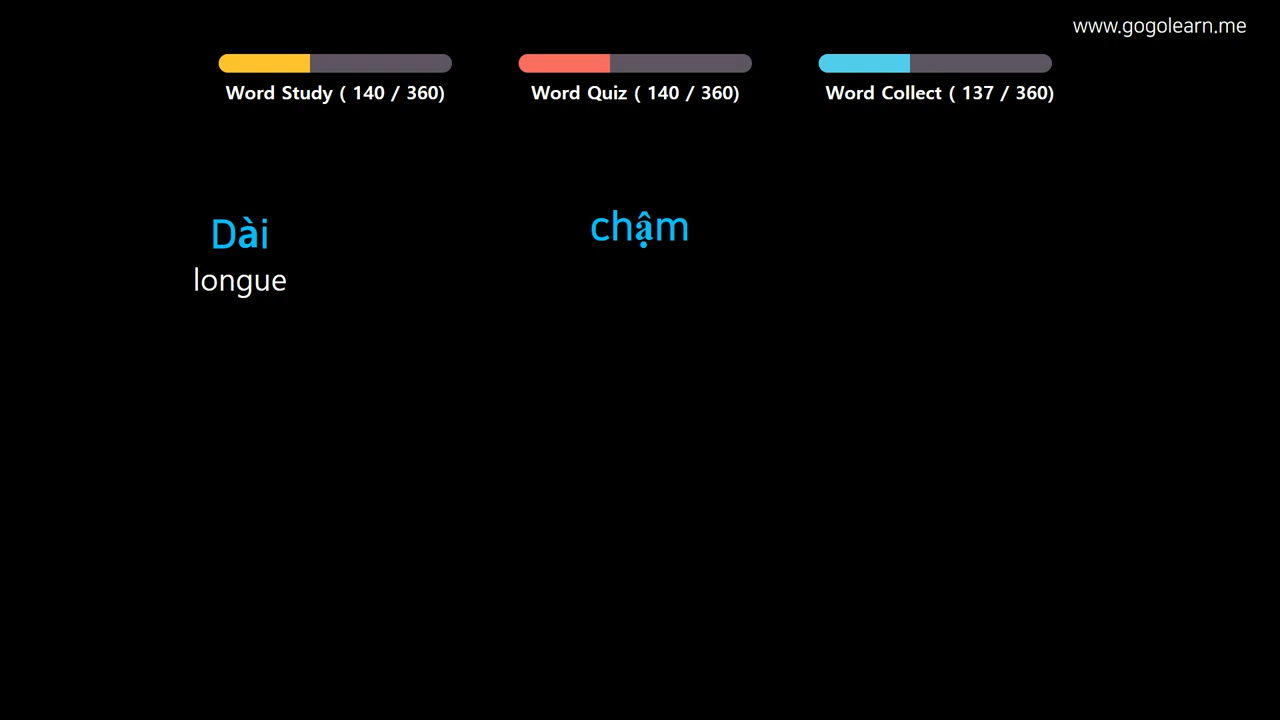 www.gogolearn.me
Word Study ( 140 / 360)
Word Quiz ( 140 / 360)
Word Collect ( 137 / 360)
Dài
longue
chậm